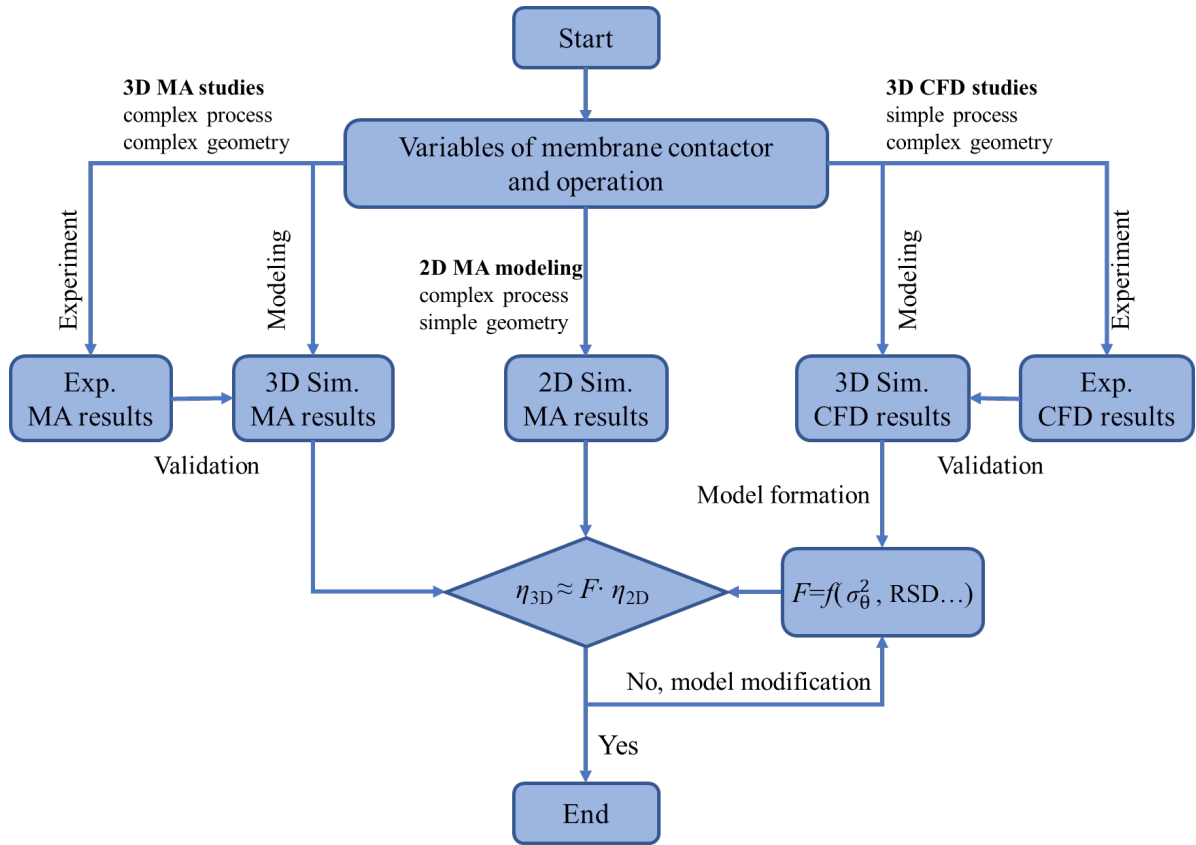 Start
3D MA studies
complex process
complex geometry
3D CFD studies
simple process
complex geometry
Variables of membrane contactor
and operation
Experiment
Modeling
2D MA modeling
complex process
simple geometry
Modeling
Experiment
Exp.
MA results
3D Sim.
MA results
2D Sim.
MA results
3D Sim.
CFD results
Exp.
CFD results
Validation
Validation
Model formation
η3D ≈ F· η2D
F=f(σ²θ, RSD…)
No, model modification
Yes
End